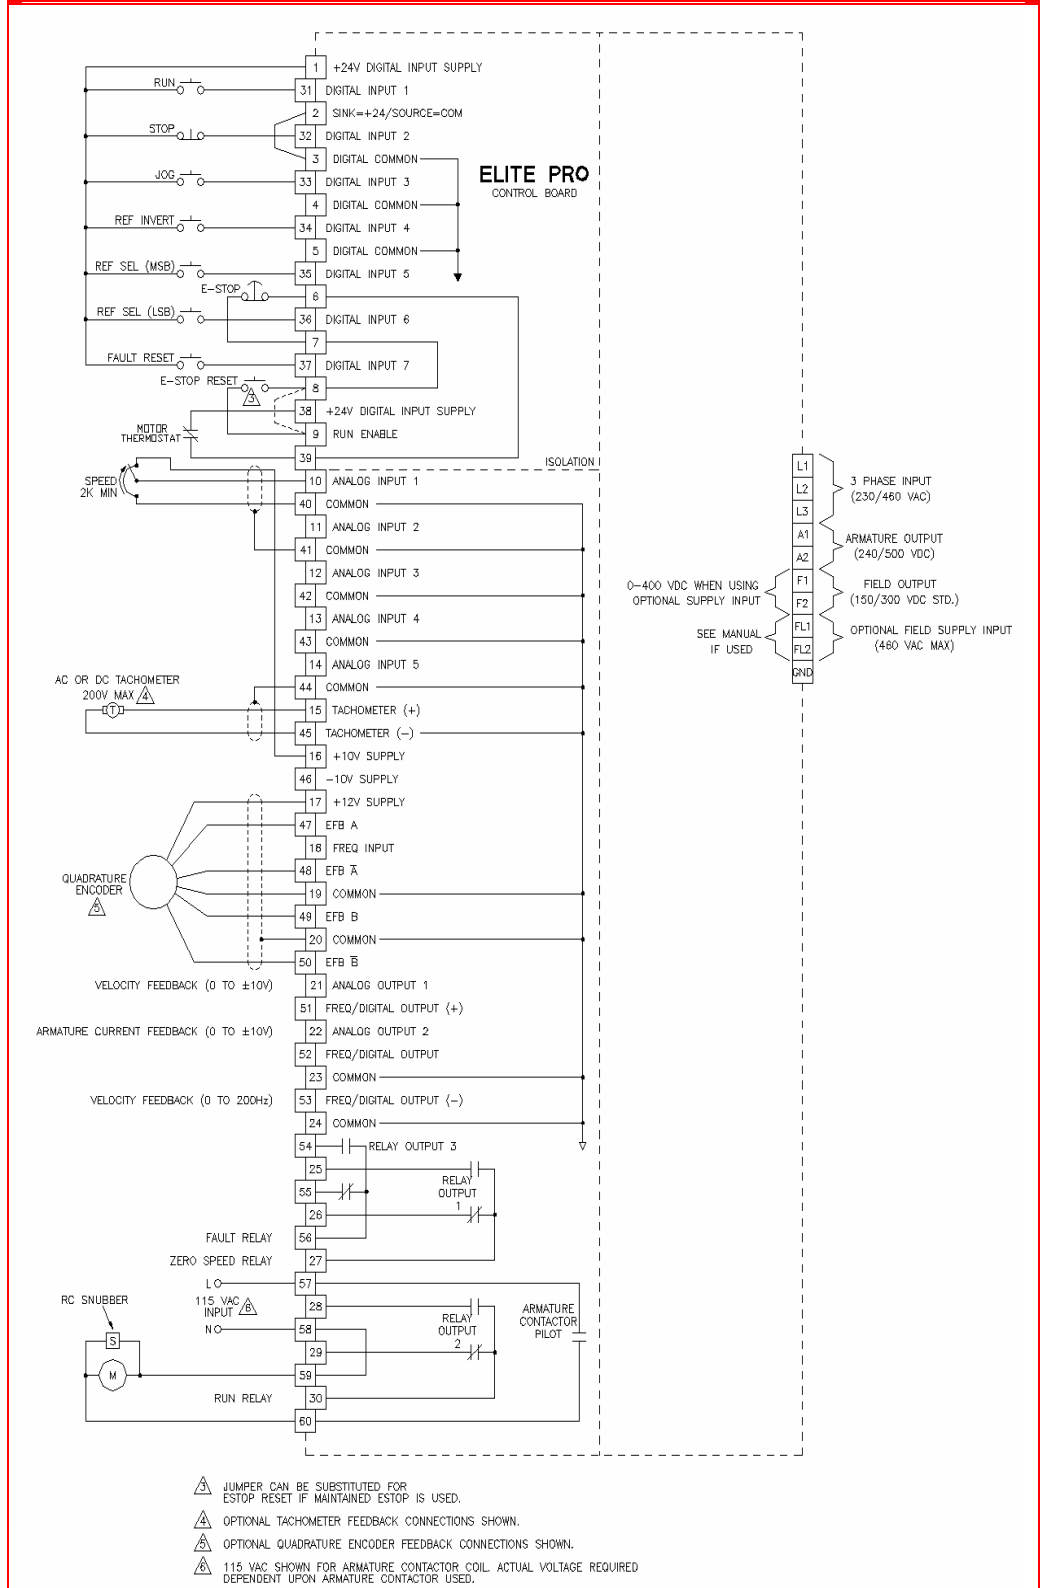 1 +24V DIGITAL INPUT SUPPLY
RUN 31 DIGITAL INPUT 1
2 SINK=+24/SOURCE=COM
STOP 32 DIGITAL INPUT 2
3 DIGITAL COMMON
ELITE PRO
CONTROL BOARD
JOG 33 DIGITAL INPUT 3
4 DIGITAL COMMON
REF INVERT 34 DIGITAL INPUT 4
5 DIGITAL COMMON
REF SEL (MSB) 35 DIGITAL INPUT 5
E-STOP 6
REF SEL (LSB) 36 DIGITAL INPUT 6
7
FAULT RESET 37 DIGITAL INPUT 7
E-STOP RESET 8
3
38 +24V DIGITAL INPUT SUPPLY
MOTOR
THERMOSTAT
9 RUN ENABLE
39
ISOLATION
SPEED
2K MIN
10 ANALOG INPUT 1
40 COMMON
11 ANALOG INPUT 2
41 COMMON
12 ANALOG INPUT 3
42 COMMON
13 ANALOG INPUT 4
43 COMMON
14 ANALOG INPUT 5
44 COMMON
AC OR DC TACHOMETER
200V MAX 4
T
15 TACHOMETER (+)
45 TACHOMETER (-)
16 +10V SUPPLY
46 -10V SUPPLY
17 +12V SUPPLY
47 EFB A
18 FREQ INPUT
48 EFB A̅
QUADRATURE
ENCODER
5
19 COMMON
49 EFB B
20 COMMON
50 EFB B̅
VELOCITY FEEDBACK (0 TO ±10V) 21 ANALOG OUTPUT 1
51 FREQ/DIGITAL OUTPUT (+)
ARMATURE CURRENT FEEDBACK (0 TO ±10V) 22 ANALOG OUTPUT 2
52 FREQ/DIGITAL OUTPUT
23 COMMON
VELOCITY FEEDBACK (0 TO 200Hz) 53 FREQ/DIGITAL OUTPUT (-)
24 COMMON
54 RELAY OUTPUT 3
25
55
RELAY
OUTPUT
1
26
FAULT RELAY 56
ZERO SPEED RELAY 27
L 57
115 VAC
INPUT 6
28
N 58
RELAY
OUTPUT
2
29
ARMATURE
CONTACTOR
PILOT
RC SNUBBER
S
M
59
RUN RELAY 30
60
L1
L2
L3
3 PHASE INPUT
(230/460 VAC)
A1
A2
ARMATURE OUTPUT
(240/500 VDC)
0-400 VDC WHEN USING
OPTIONAL SUPPLY INPUT
F1
F2
FIELD OUTPUT
(150/300 VDC STD.)
SEE MANUAL
IF USED
FL1
FL2
OPTIONAL FIELD SUPPLY INPUT
(460 VAC MAX)
GND
3 JUMPER CAN BE SUBSTITUTED FOR
ESTOP RESET IF MAINTAINED ESTOP IS USED.
4 OPTIONAL TACHOMETER FEEDBACK CONNECTIONS SHOWN.
5 OPTIONAL QUADRATURE ENCODER FEEDBACK CONNECTIONS SHOWN.
6 115 VAC SHOWN FOR ARMATURE CONTACTOR COIL. ACTUAL VOLTAGE REQUIRED
DEPENDENT UPON ARMATURE CONTACTOR USED.